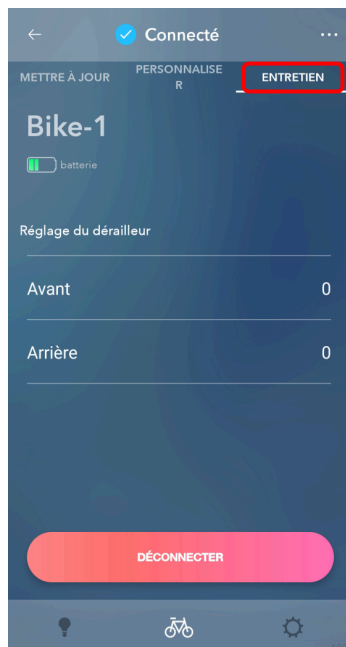 Connecté
METTRE À JOUR
PERSONNALISE
R
ENTRETIEN
Bike-1
batterie
Réglage du dérailleur
Avant 0
Arrière 0
DÉCONNECTER